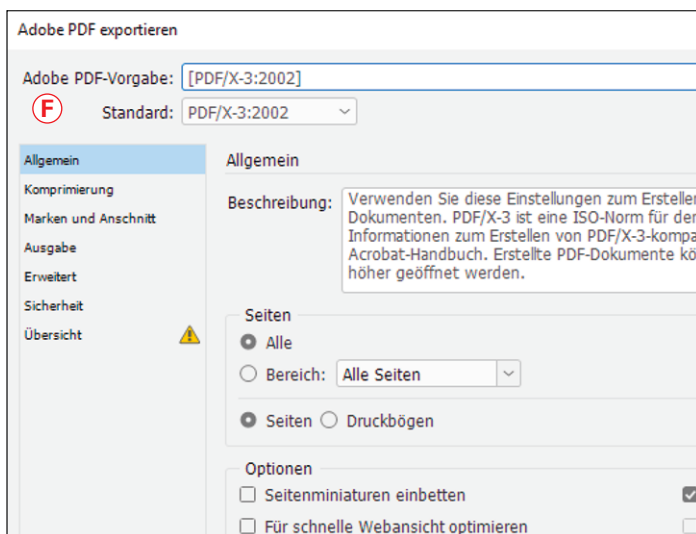 Adobe PDF exportieren
Adobe PDF-Vorgabe: [PDF/X-3:2002]
F Standard: PDF/X-3:2002
Allgemein
Komprimierung
Marken und Anschnitt
Ausgabe
Erweitert
Sicherheit
Übersicht
Allgemein
Beschreibung: Verwenden Sie diese Einstellungen zum Erstellen
Dokumenten. PDF/X-3 ist eine ISO-Norm für den
Informationen zum Erstellen von PDF/X-3-kompa
Acrobat-Handbuch. Erstellte PDF-Dokumente kö
höher geöffnet werden.
Seiten
Alle
Bereich: Alle Seiten
Seiten Druckbögen
Optionen
Seitenminiaturen einbetten
Für schnelle Webansicht optimieren